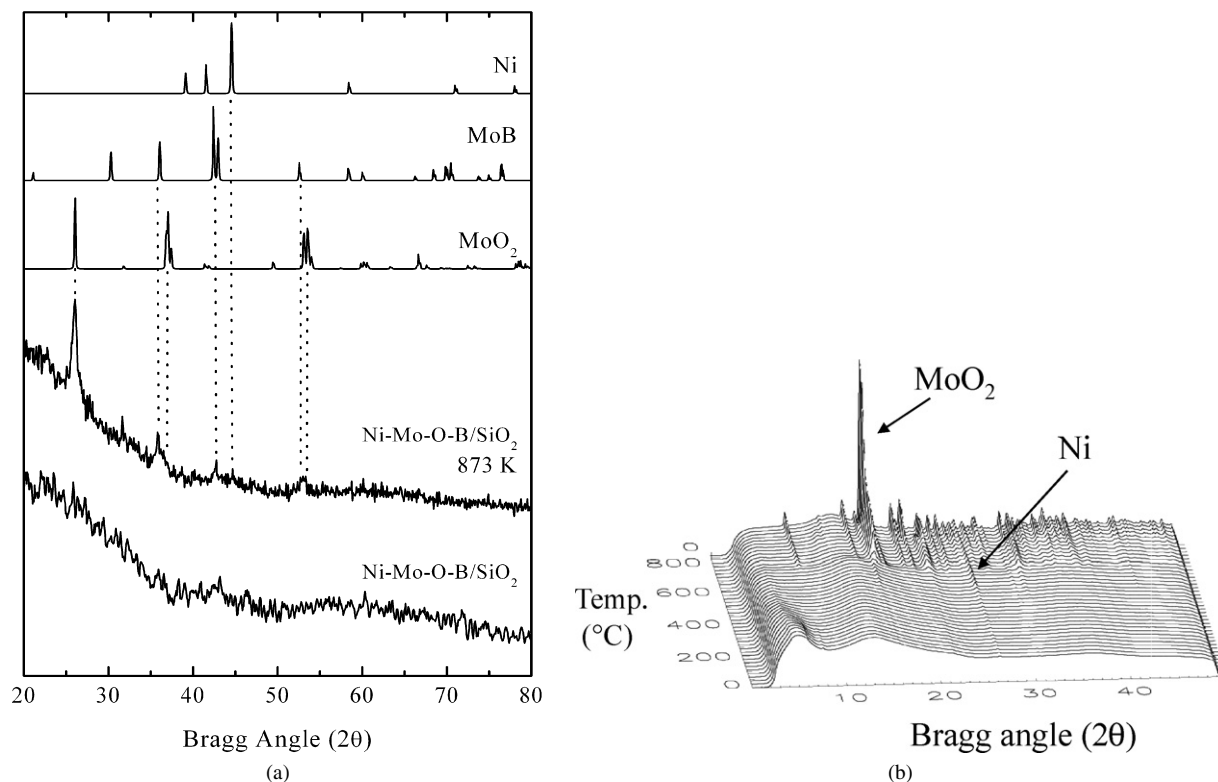 Ni
MoB
MoO₂
Ni-Mo-O-B/SiO₂
873 K
Ni-Mo-O-B/SiO₂
20 30 40 50 60 70 80
Bragg Angle (2θ)
(a)
MoO₂
Ni
0
800
600
400
200
0
Temp.
(°C)
10 20 30 40
Bragg angle (2θ)
(b)